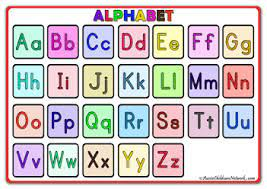 ALPHABET
Aa Bb Cc Dd Ee Ff Gg
Hh Ii Jj Kk Ll Mm Nn
Oo Pp Qq Rr Ss Tt Uu
Vv Ww Xx Yy Zz